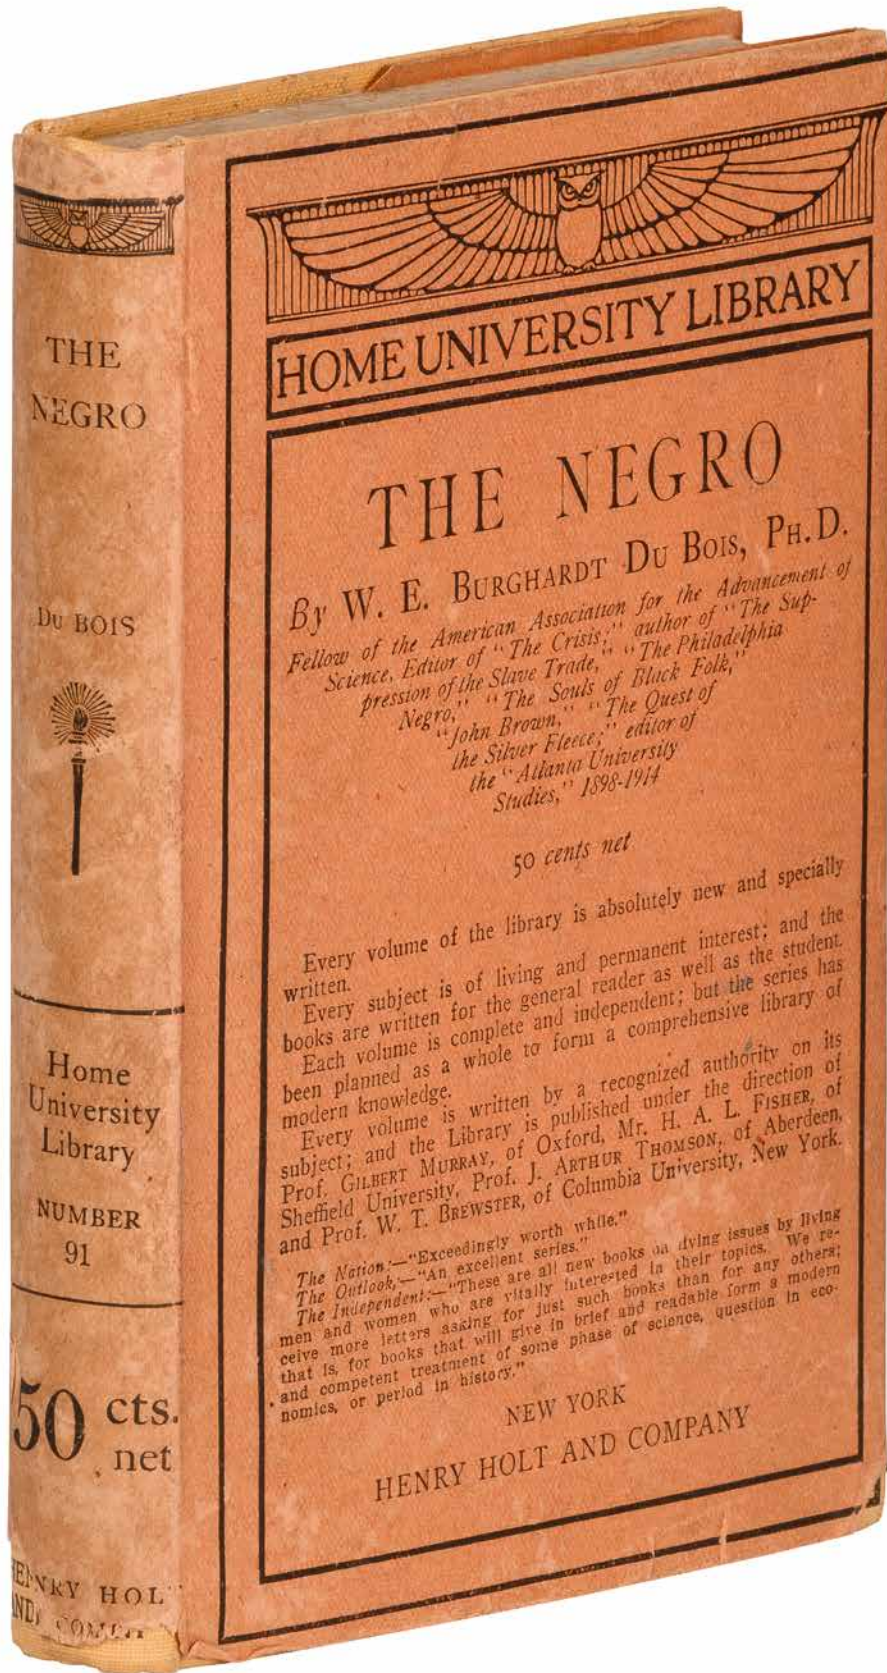 THE
NEGRO
DU BOIS
Home
University
Library
NUMBER
91
50 cts.
net
HENRY HOL
AND
HOME UNIVERSITY LIBRARY
THE NEGRO
By W. E. BURGHARDT DU BOIS, PH.D.
Fellow of the American Association for the Advancement of
Science, Editor of "The Crisis;" author of "The Sup-
pression of the Slave Trade," "The Philadelphia
Negro," "The Souls of Black Folk,"
"John Brown," "The Quest of
the Silver Fleece;" editor of
the "Atlanta University
Studies," 1898-1914
50 cents net
Every volume of the library is absolutely new and specially
written.
Every subject is of living and permanent interest; and the
books are written for the general reader as well as the student.
Each volume is complete and independent; but the series has
been planned as a whole to form a comprehensive library of
modern knowledge.
Every volume is written by a recognized authority on its
subject; and the Library is published under the direction of
Prof. GILBERT MURRAY, of Oxford, Mr. H. A. L. FISHER, of
Sheffield University, Prof. J. ARTHUR THOMSON, of Aberdeen,
and Prof. W. T. BREWSTER, of Columbia University, New York.
The Nation:—"Exceedingly worth while."
The Outlook,—"An excellent series."
The Independent:—"These are all new books on living issues by living
men and women who are vitally interested in their topics. We re-
ceive more letters asking for just such books than for any others;
that is, for books that will give in brief and readable form a modern
and competent treatment of some phase of science, question in eco-
nomics, or period in history."
NEW YORK
HENRY HOLT AND COMPANY